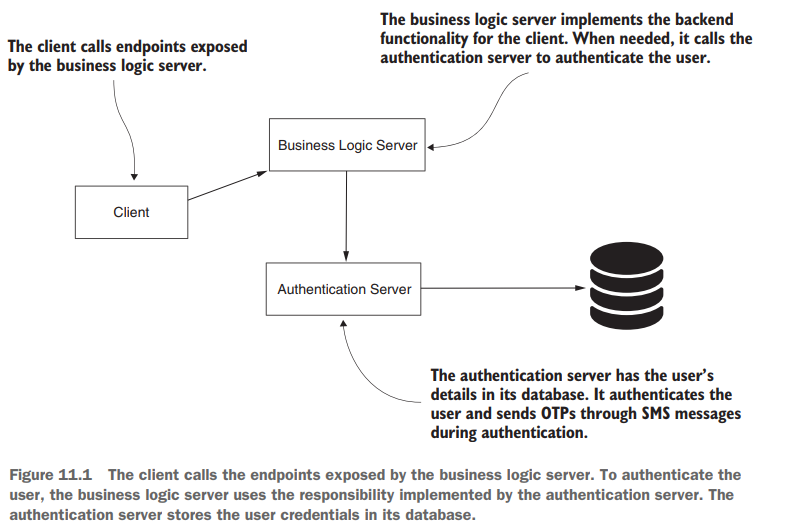 The business logic server implements the backend
functionality for the client. When needed, it calls the
authentication server to authenticate the user.
The client calls endpoints exposed
by the business logic server.
Business Logic Server
Client
Authentication Server
The authentication server has the user's
details in its database. It authenticates the
user and sends OTPs through SMS messages
during authentication.
Figure 11.1 The client calls the endpoints exposed by the business logic server. To authenticate the
user, the business logic server uses the responsibility implemented by the authentication server. The
authentication server stores the user credentials in its database.